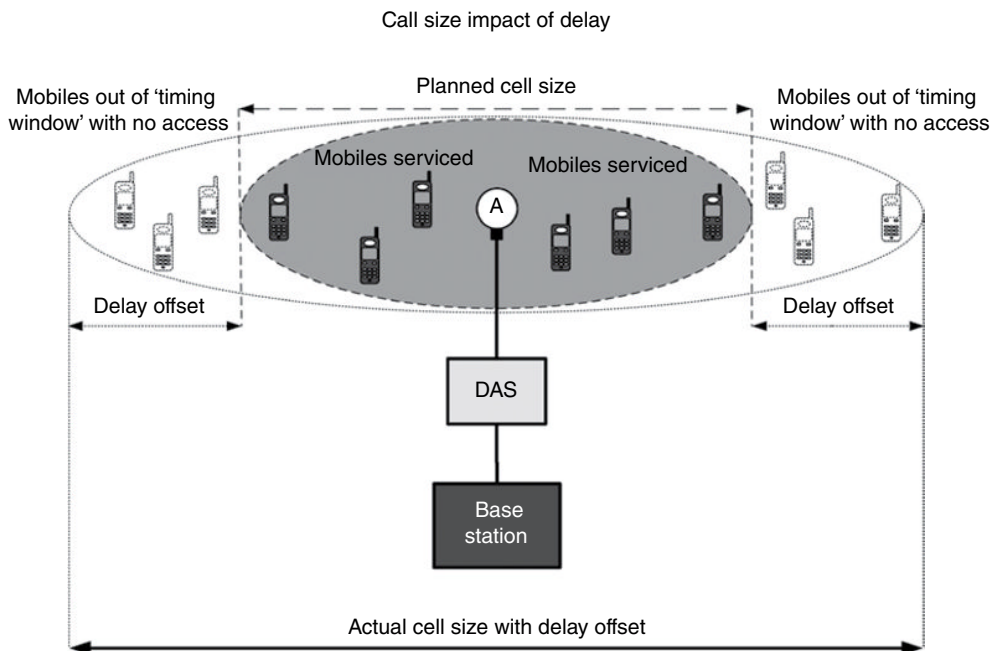 Call size impact of delay
Planned cell size
Mobiles out of ‘timing
window’ with no access
Mobiles out of ‘timing
window’ with no access
Mobiles serviced
Mobiles serviced
A
Delay offset
Delay offset
DAS
Base
station
Actual cell size with delay offset